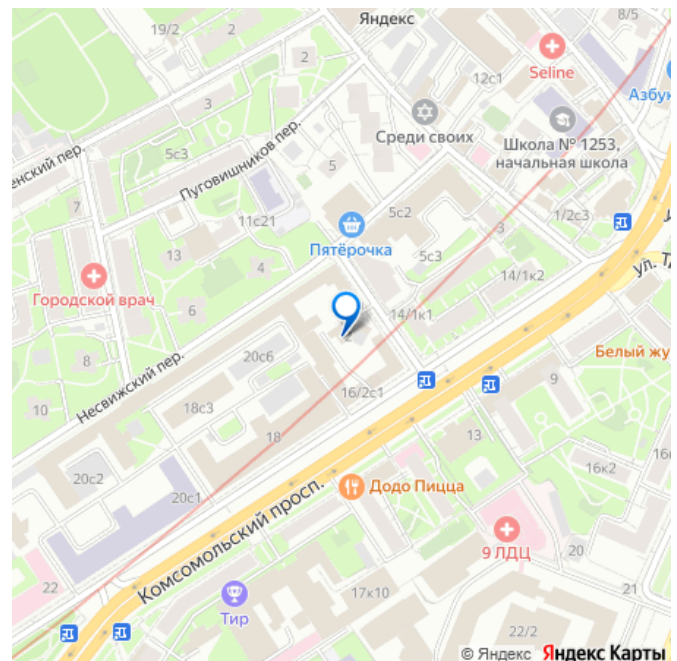 Яндекс
8/5
19/2
2
2
12с1
Seline
Азбук
3
Среди своих
Школа № 1253,
начальная школа
енский пер.
5с3
Пуговишников пер.
5
7
11с21
5с2
1/2с3
Пятёрочка
3
13
4
5с3
ул. Т
14/1к2
Городской врач
6
14/1к1
8
20с6
Белый жу
Несвижский пер.
16/2с1
9
10
18с3
18
13
16к2
16
20с2
20с1
Додо Пицца
Комсомольский просп.
9 ЛДЦ
20
22
17к10
21
Тир
22/2
© Яндекс Яндекс Карты